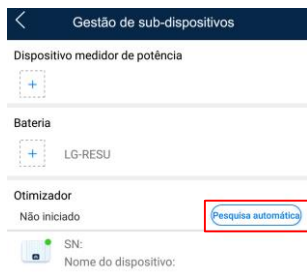 Gestão de sub-dispositivos
Dispositivo medidor de potência
+
Bateria
+ LG-RESU
Otimizador
Não iniciado Pesquisa automática
SN:
Nome do dispositivo: